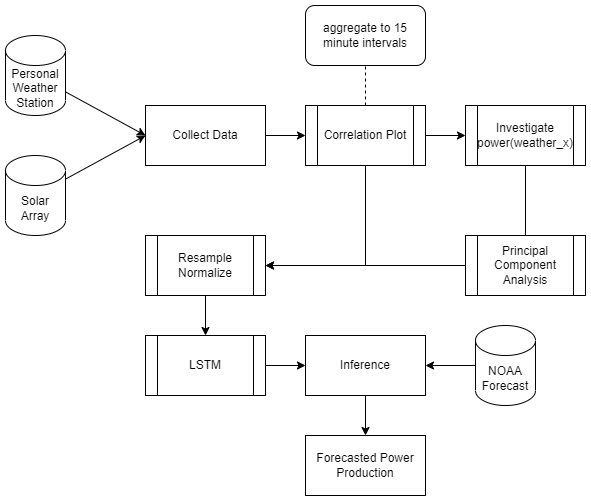 aggregate to 15
minute intervals
Personal
Weather
Station
Collect Data
Correlation Plot
Investigate
power(weather_x)
Solar
Array
Resample
Normalize
Principal
Component
Analysis
LSTM
Inference
NOAA
Forecast
Forecasted Power
Production